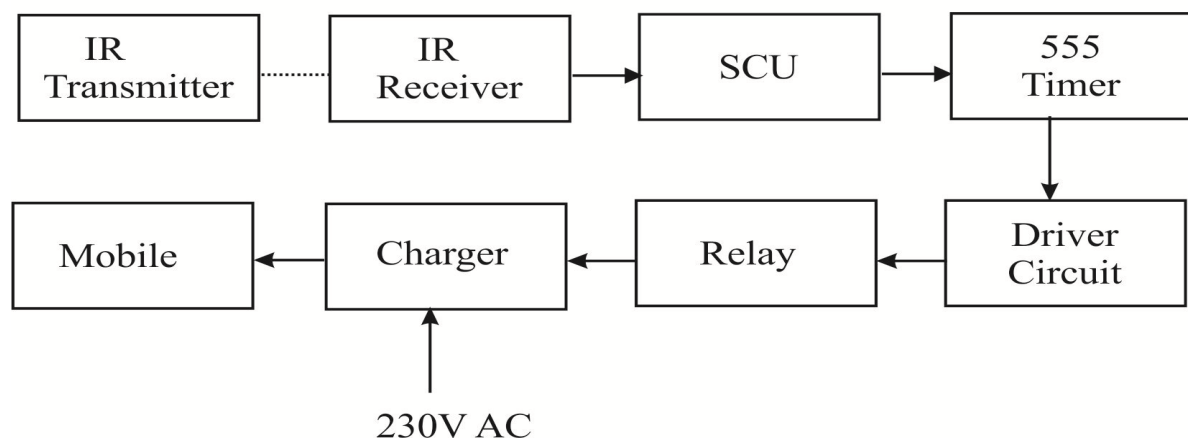 IR
Transmitter
IR
Receiver
SCU
555
Timer
Mobile
Charger
Relay
Driver
Circuit
230V AC